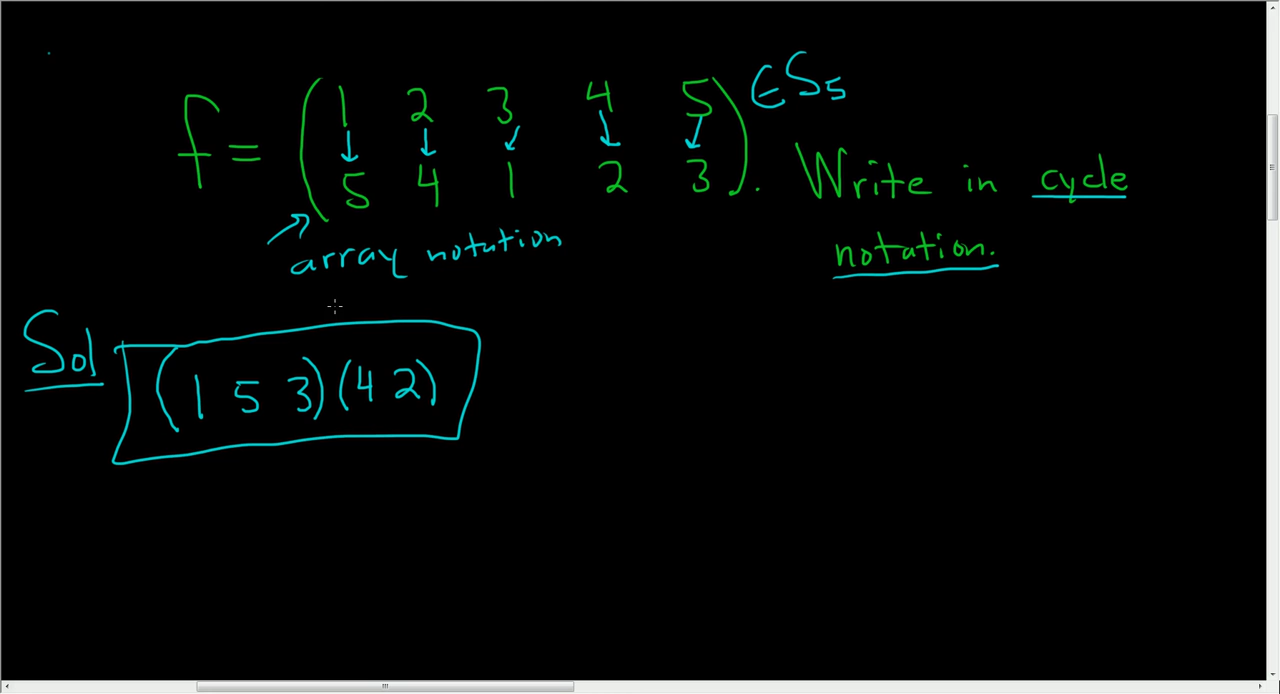 f = ( 1 2 3 4 5 ) ∈ S₅
5 4 1 2 3 . Write in cycle
notation.
array notation
Sol
(1 5 3)(4 2)